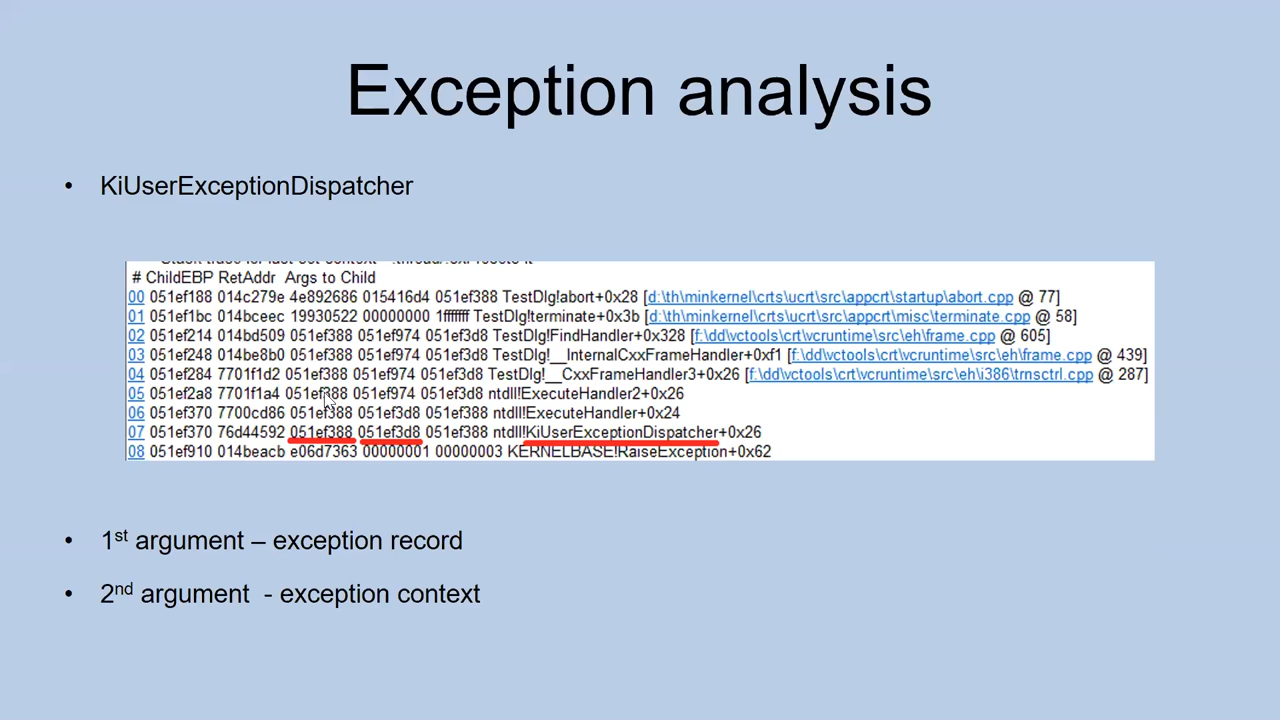 Exception analysis
• KiUserExceptionDispatcher
# ChildEBP RetAddr Args to Child
00 051ef188 014c279e 4e892686 015416d4 051ef388 TestDlg!abort+0x28 [d:\th\minkernel\crts\ucrt\src\appcrt\startup\abort.cpp @ 77]
01 051ef1bc 014bceec 19930522 00000000 1fffffff TestDlg!terminate+0x3b [d:\th\minkernel\crts\ucrt\src\appcrt\misc\terminate.cpp @ 58]
02 051ef214 014bd509 051ef388 051ef974 051ef3d8 TestDlg!FindHandler+0x328 [f:\dd\vctools\crt\vcruntime\src\eh\frame.cpp @ 605]
03 051ef248 014be8b0 051ef388 051ef974 051ef3d8 TestDlg!__InternalCxxFrameHandler+0xf1 [f:\dd\vctools\crt\vcruntime\src\eh\frame.cpp @ 439]
04 051ef284 7701f1d2 051ef388 051ef974 051ef3d8 TestDlg!__CxxFrameHandler3+0x26 [f:\dd\vctools\crt\vcruntime\src\eh\i386\trnsctrl.cpp @ 287]
05 051ef2a8 7701f1a4 051ef388 051ef974 051ef3d8 ntdll!ExecuteHandler2+0x26
06 051ef370 7700cd86 051ef388 051ef3d8 051ef388 ntdll!ExecuteHandler+0x24
07 051ef370 76d44592 051ef388 051ef3d8 051ef388 ntdll!KiUserExceptionDispatcher+0x26
08 051ef910 014beacb e06d7363 00000001 00000003 KERNELBASE!RaiseException+0x62
• 1st argument – exception record
• 2nd argument - exception context